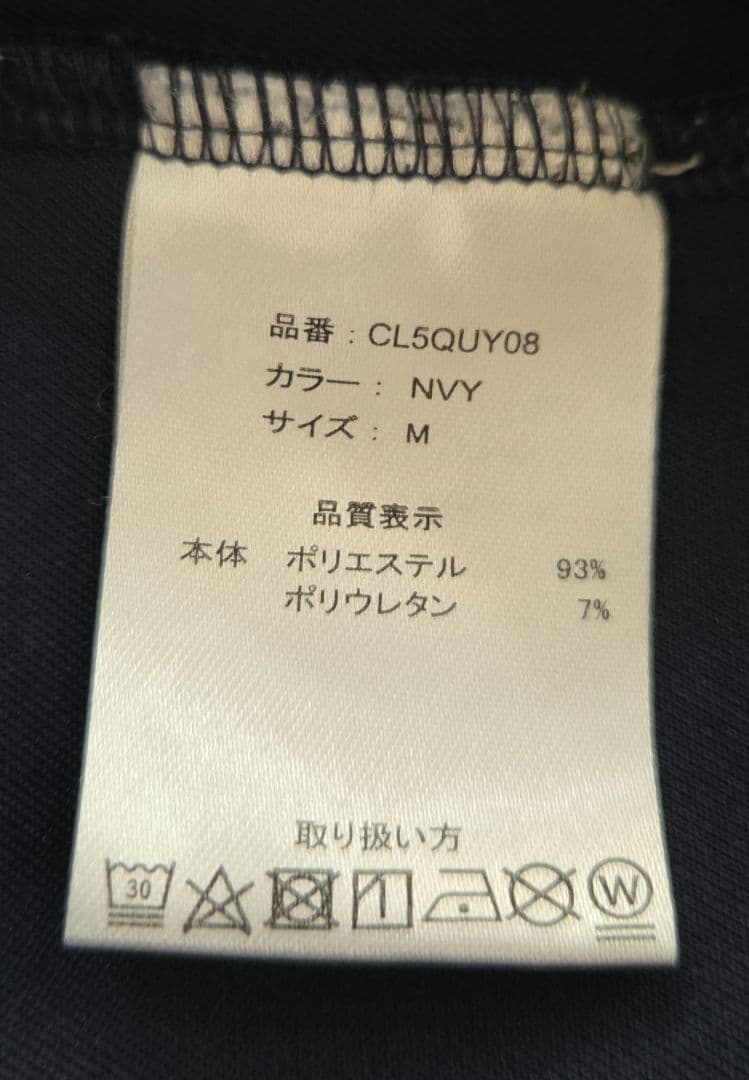 品番 : CL5QUY08
カラー : NVY
サイズ : M
品質表示
本体 ポリエステル 93%
ポリウレタン 7%
取り扱い方
30 W